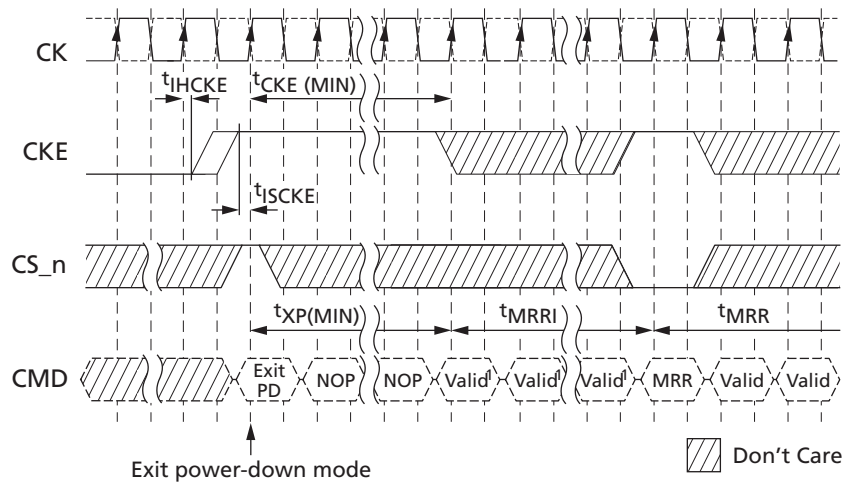 CK
tIHCKE
tCKE (MIN)
CKE
tISCKE
CS_n
tXP(MIN)
tMRRI
tMRR
CMD
Exit PD
NOP
NOP
Valid1
Valid1
Valid1
MRR
Valid
Valid
Exit power-down mode
Don't Care